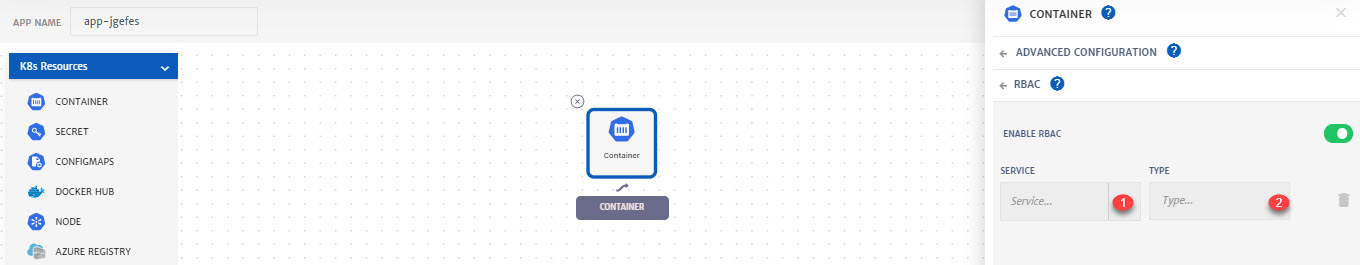 APP NAME
app-jgefes
K8s Resources
CONTAINER
SECRET
CONFIGMAPS
DOCKER HUB
NODE
AZURE REGISTRY
Container
CONTAINER
CONTAINER ?
ADVANCED CONFIGURATION ?
RBAC ?
ENABLE RBAC
SERVICE TYPE
Service... 1 Type... 2